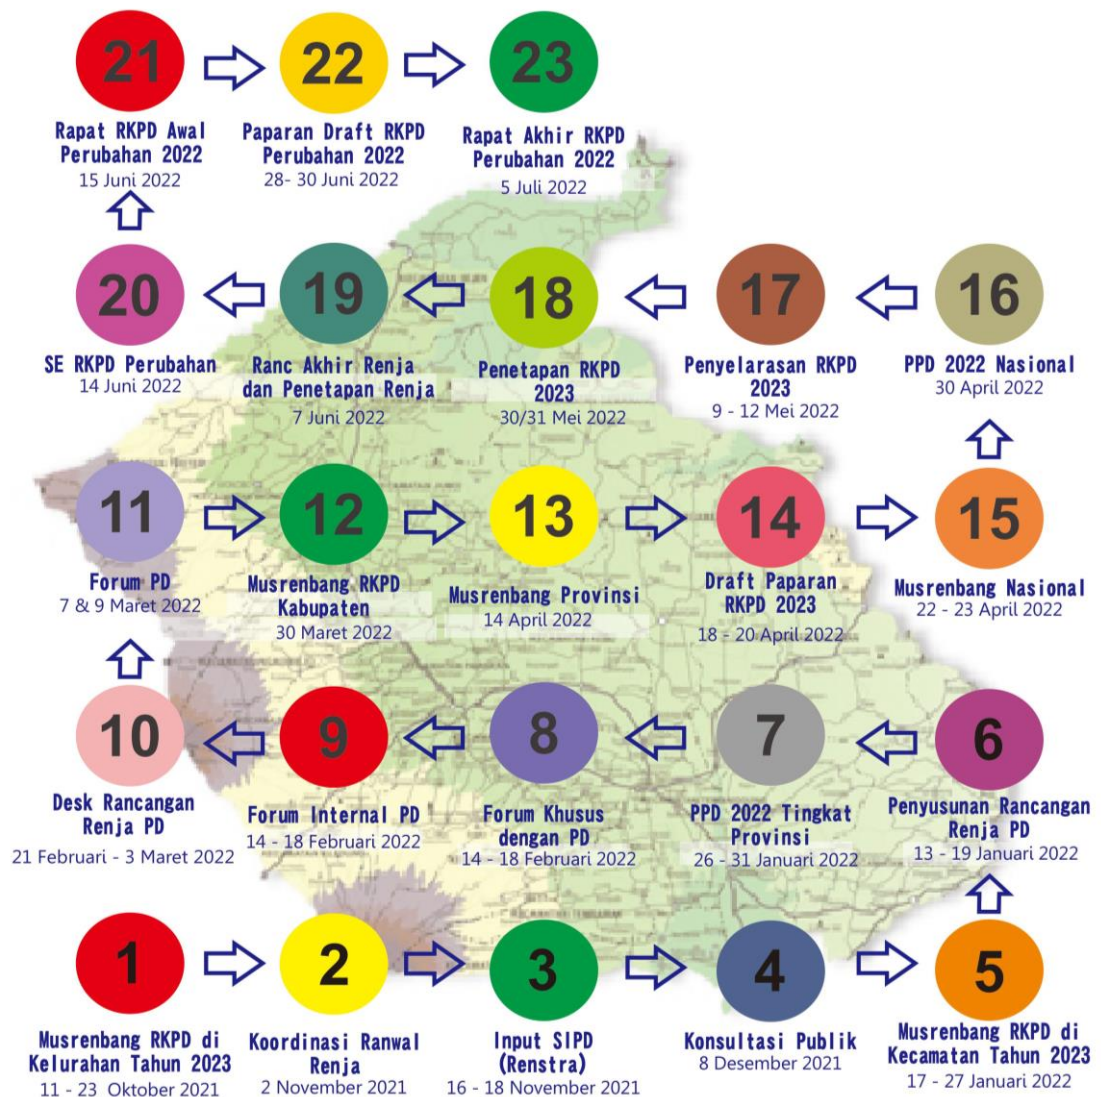 21
22
23
Rapat RKPD Awal
Perubahan 2022
15 Juni 2022
Paparan Draft RKPD
Perubahan 2022
28- 30 Juni 2022
Rapat Akhir RKPD
Perubahan 2022
5 Juli 2022
20
19
18
17
16
SE RKPD Perubahan
14 Juni 2022
Ranc Akhir Renja
dan Penetapan Renja
7 Juni 2022
Penetapan RKPD
2023
30/31 Mei 2022
Penyelarasan RKPD
2023
9 - 12 Mei 2022
PPD 2022 Nasional
30 April 2022
11
12
13
14
15
Forum PD
7 & 9 Maret 2022
Musrenbang RKPD
Kabupaten
30 Maret 2022
Musrenbang Provinsi
14 April 2022
Draft Paparan
RKPD 2023
18 - 20 April 2022
Musrenbang Nasional
22 - 23 April 2022
10
9
8
7
6
Desk Rancangan
Renja PD
21 Februari - 3 Maret 2022
Forum Internal PD
14 - 18 Februari 2022
Forum Khusus
dengan PD
14 - 18 Februari 2022
PPD 2022 Tingkat
Provinsi
26 - 31 Januari 2022
Penyusunan Rancangan
Renja PD
13 - 19 Januari 2022
1
2
3
4
5
Musrenbang RKPD di
Kelurahan Tahun 2023
11 - 23 Oktober 2021
Koordinasi Ranwal
Renja
2 November 2021
Input SIPD
(Renstra)
16 - 18 November 2021
Konsultasi Publik
8 Desember 2021
Musrenbang RKPD di
Kecamatan Tahun 2023
17 - 27 Januari 2022